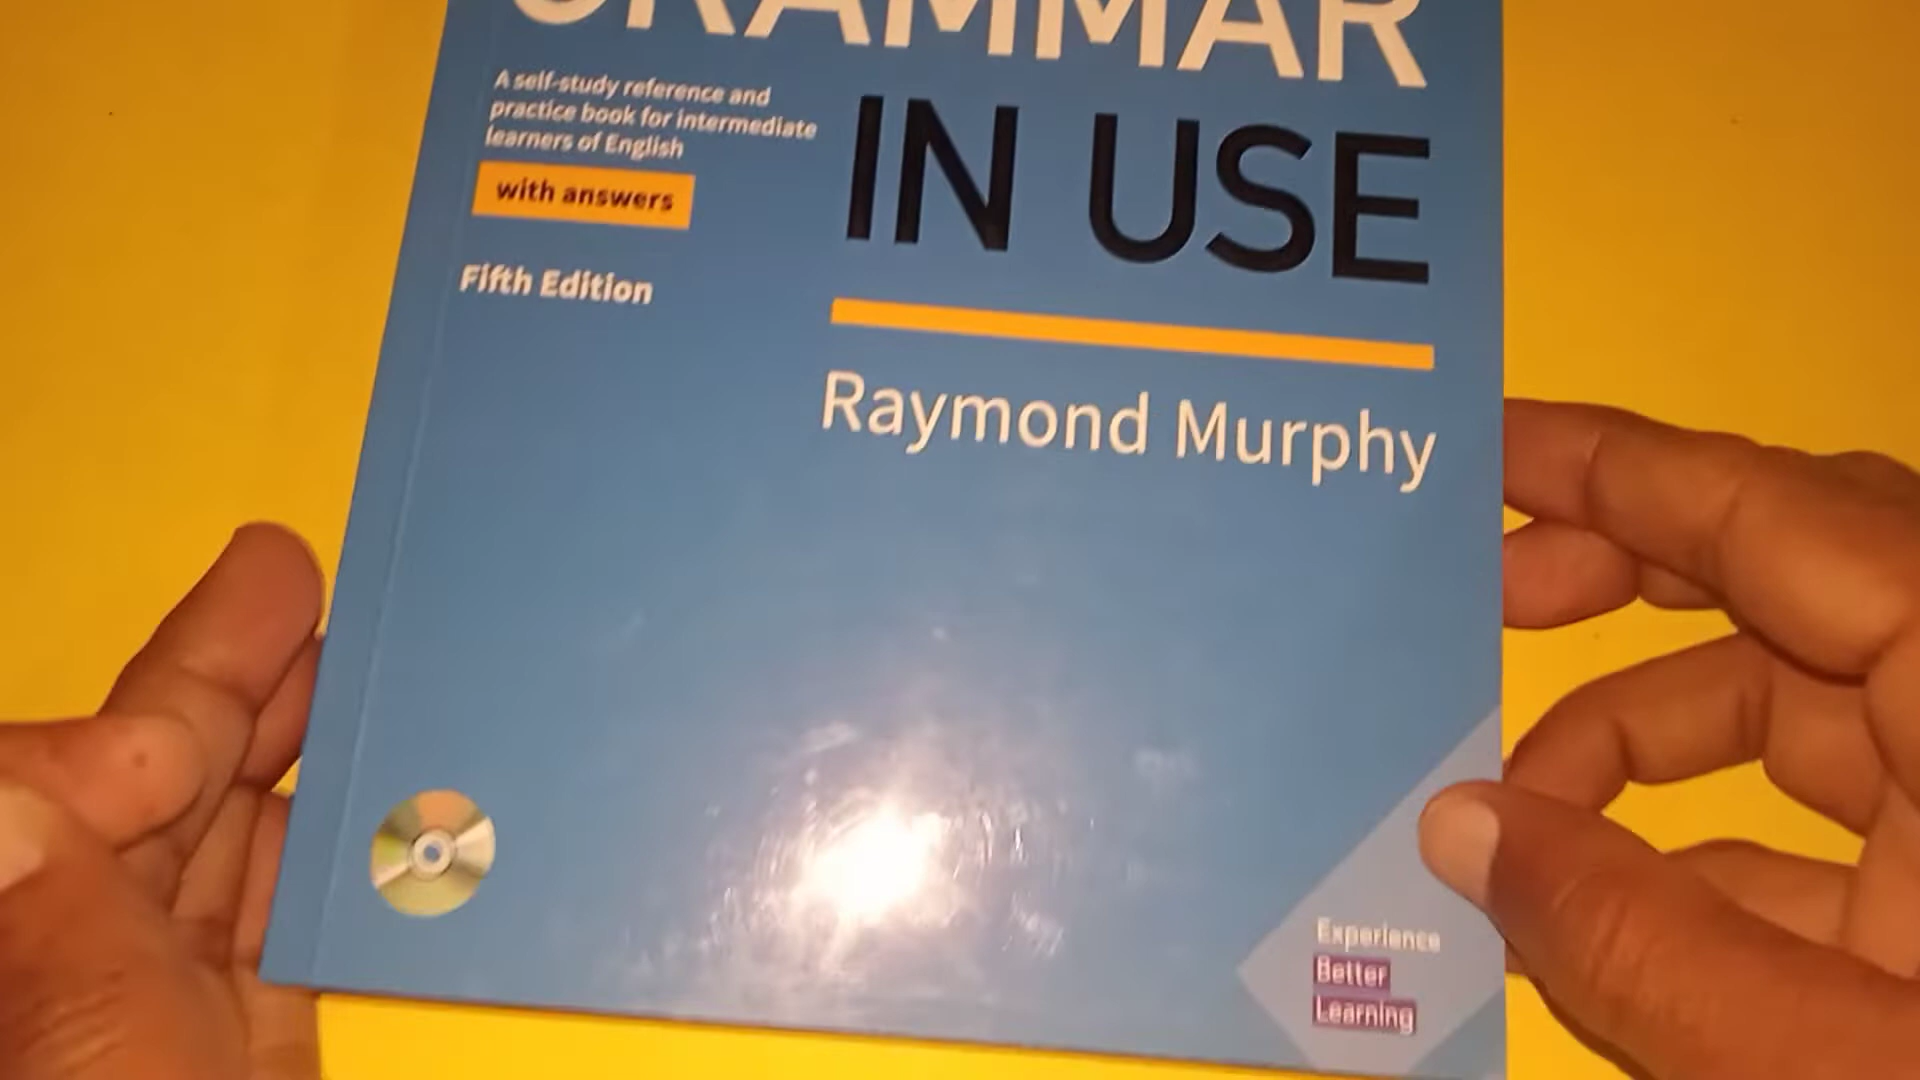 GRAMMAR
A self-study reference and
practice book for intermediate
learners of English
with answers
IN USE
Fifth Edition
Raymond Murphy
Experience
Better
Learning